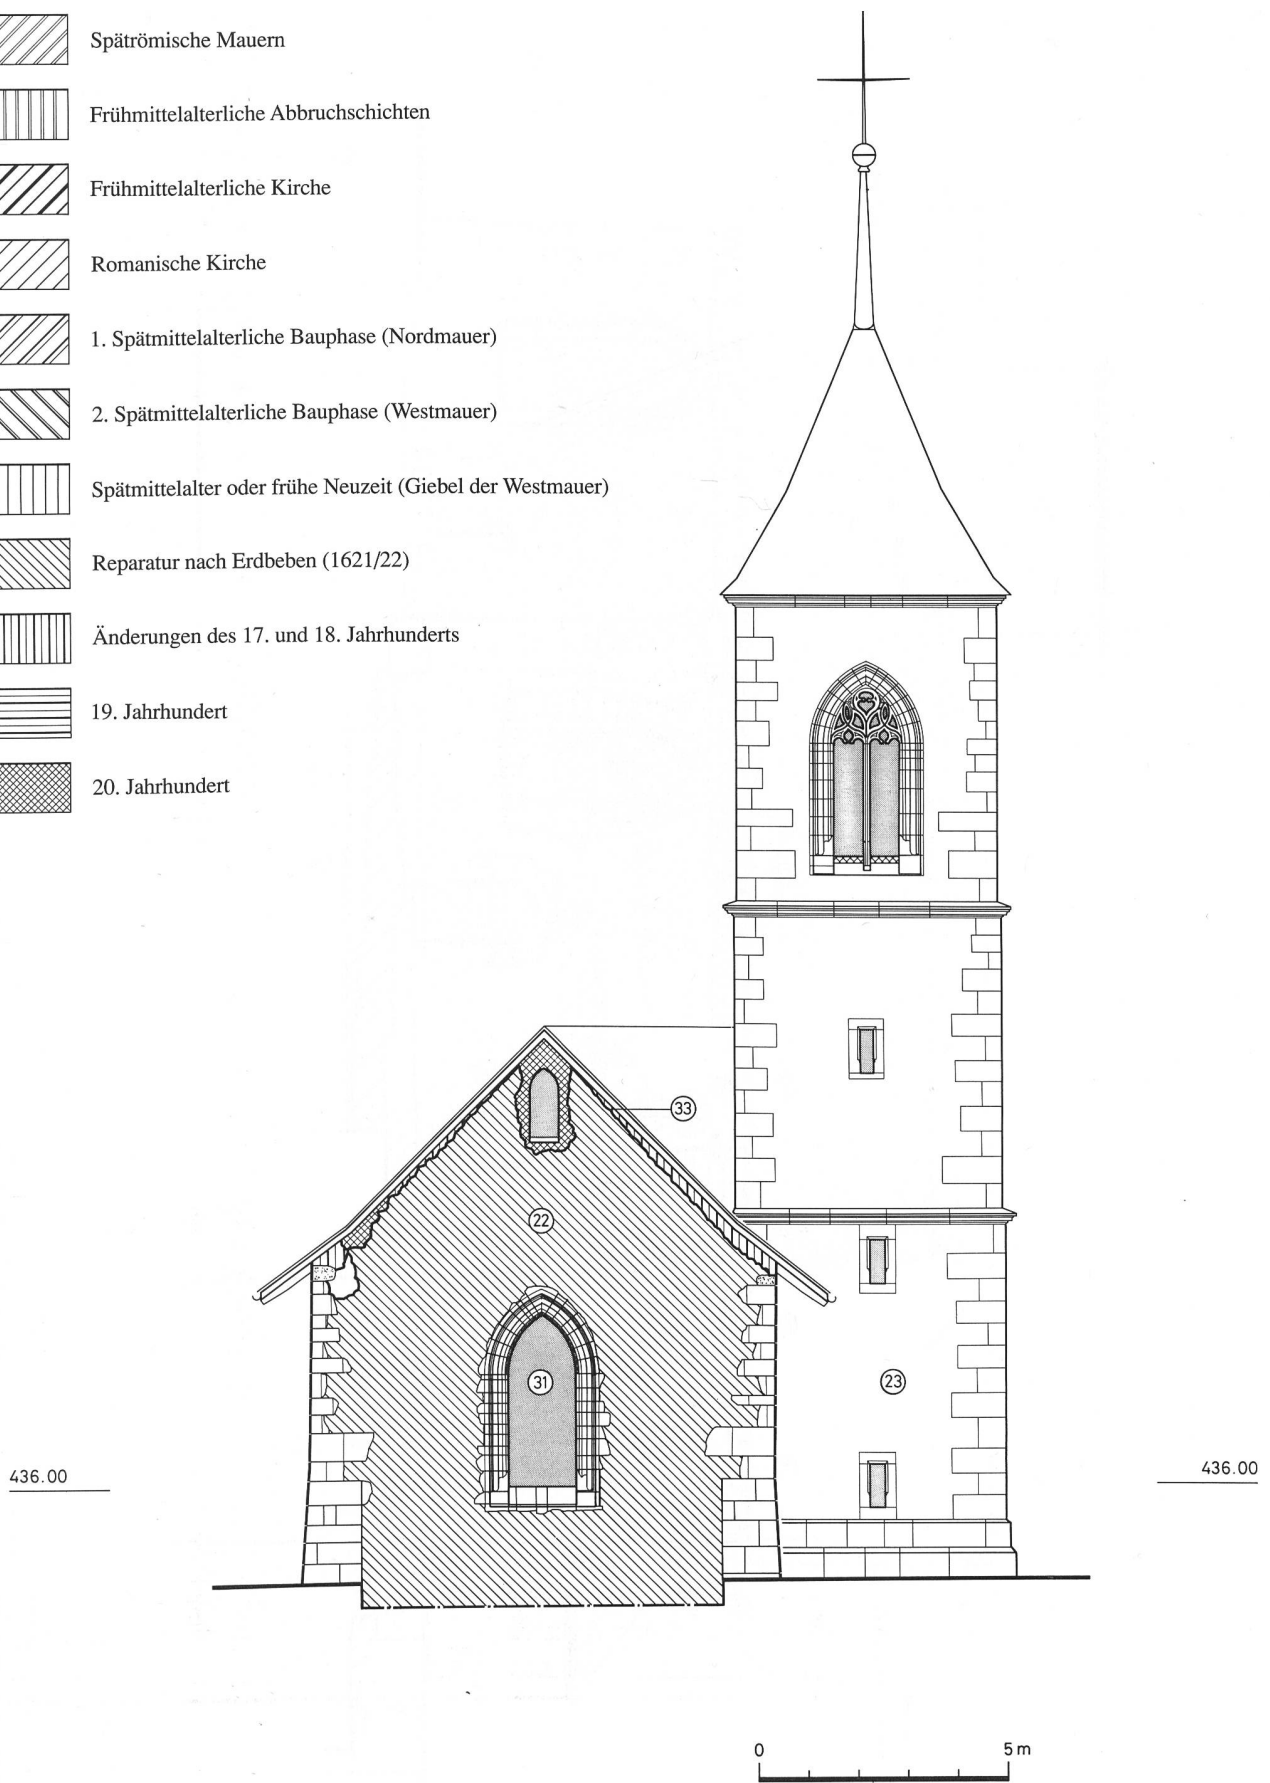 Spätrömische Mauern
Frühmittelalterliche Abbruchschichten
Frühmittelalterliche Kirche
Romanische Kirche
1. Spätmittelalterliche Bauphase (Nordmauer)
2. Spätmittelalterliche Bauphase (Westmauer)
Spätmittelalter oder frühe Neuzeit (Giebel der Westmauer)
Reparatur nach Erdbeben (1621/22)
Änderungen des 17. und 18. Jahrhunderts
19. Jahrhundert
20. Jahrhundert
33
22
31
23
436.00
436.00
0
5 m